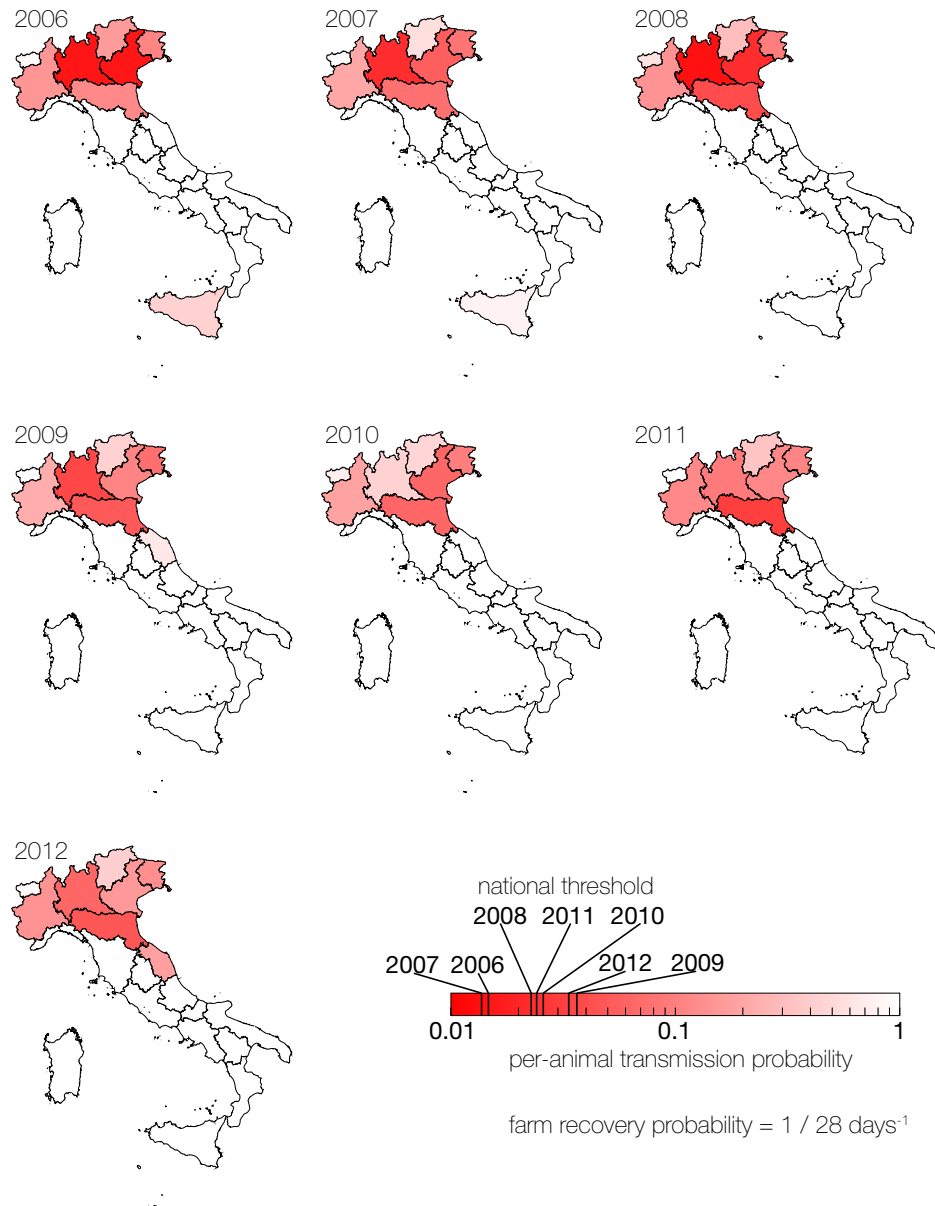 2006
2007
2008
2009
2010
2011
2012
national threshold
2008 2011 2010
2007 2006 2012 2009
0.01 0.1 1
per-animal transmission probability
farm recovery probability = 1 / 28 days⁻¹